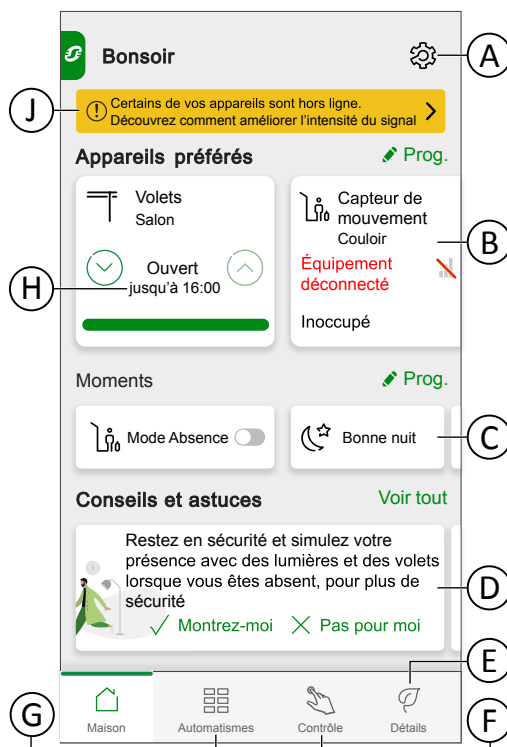 Bonsoir
A
J
Certains de vos appareils sont hors ligne.
Découvrez comment améliorer l'intensité du signal
Appareils préférés
Prog.
Volets
Salon
Ouvert
jusqu'à 16:00
H
Capteur de
mouvement
Couloir
Équipement
déconnecté
Inoccupé
B
Moments
Prog.
Mode Absence
Bonne nuit
C
Conseils et astuces
Voir tout
Restez en sécurité et simulez votre
présence avec des lumières et des volets
lorsque vous êtes absent, pour plus de
sécurité
Montrez-moi
Pas pour moi
D
E
G
Maison
Automatismes
Contrôle
Détails
F